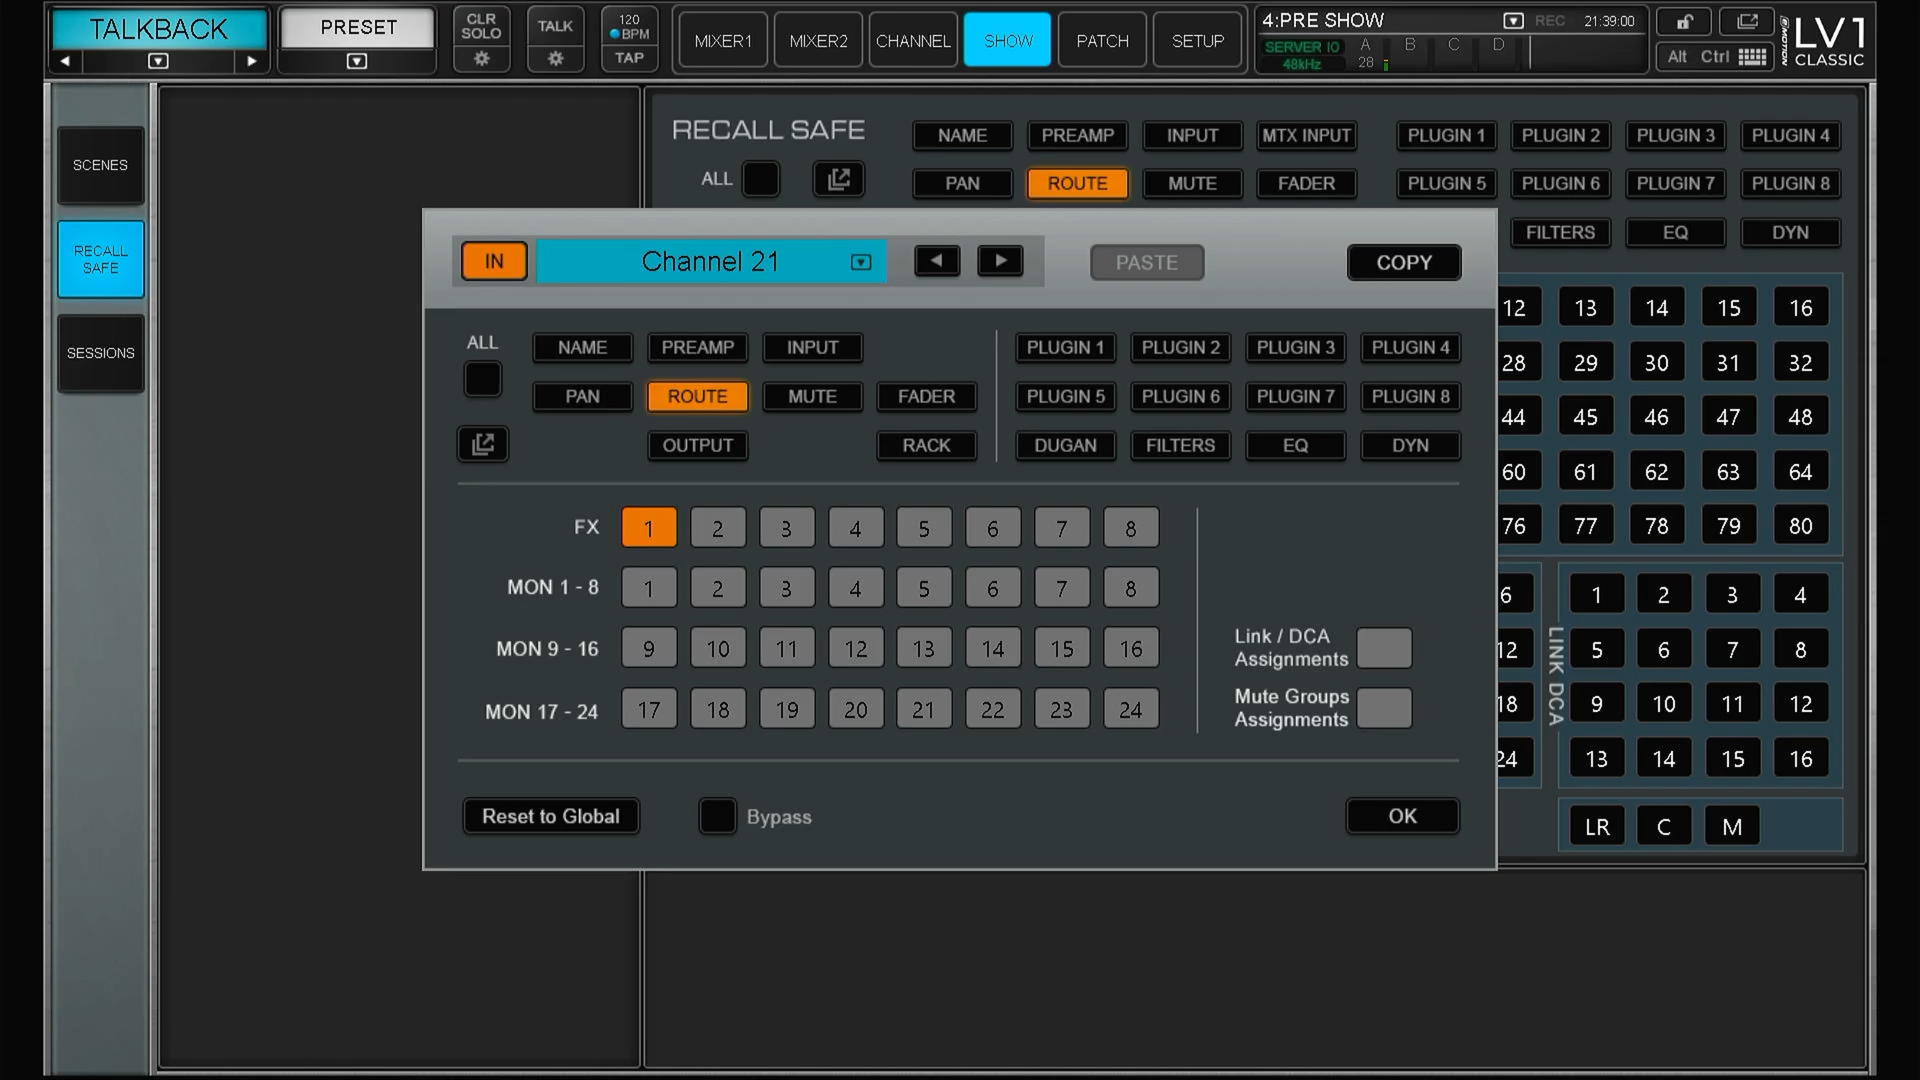 TALKBACK
PRESET
CLR
SOLO
TALK
120
BPM
TAP
MIXER1
MIXER2
CHANNEL
SHOW
PATCH
SETUP
4:PRE SHOW
REC
21:39:00
SERVER IO
48kHz
A
28
B
C
D
Alt
Ctrl
eMOTION
LV1
CLASSIC
SCENES
RECALL
SAFE
SESSIONS
RECALL SAFE
ALL
NAME PREAMP INPUT MTX INPUT PLUGIN 1 PLUGIN 2 PLUGIN 3 PLUGIN 4
PAN ROUTE MUTE FADER PLUGIN 5 PLUGIN 6 PLUGIN 7 PLUGIN 8
FILTERS EQ DYN
IN
Channel 21
PASTE
COPY
ALL
NAME PREAMP INPUT PLUGIN 1 PLUGIN 2 PLUGIN 3 PLUGIN 4
PAN ROUTE MUTE FADER PLUGIN 5 PLUGIN 6 PLUGIN 7 PLUGIN 8
OUTPUT RACK DUGAN FILTERS EQ DYN
FX 1 2 3 4 5 6 7 8
MON 1 - 8 1 2 3 4 5 6 7 8
MON 9 - 16 9 10 11 12 13 14 15 16
MON 17 - 24 17 18 19 20 21 22 23 24
Link / DCA
Assignments
Mute Groups
Assignments
Reset to Global
Bypass
OK
12 13 14 15 16
28 29 30 31 32
44 45 46 47 48
60 61 62 63 64
76 77 78 79 80
6
12
18
24
LINK DCA
1 2 3 4
5 6 7 8
9 10 11 12
13 14 15 16
LR C M